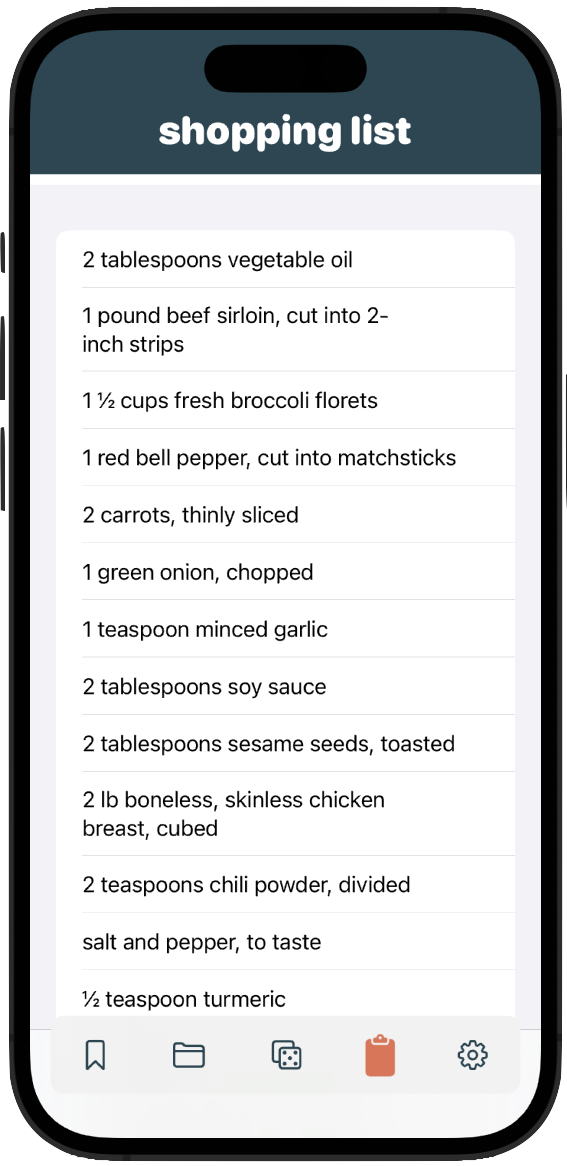 shopping list
2 tablespoons vegetable oil
1 pound beef sirloin, cut into 2-
inch strips
1 ½ cups fresh broccoli florets
1 red bell pepper, cut into matchsticks
2 carrots, thinly sliced
1 green onion, chopped
1 teaspoon minced garlic
2 tablespoons soy sauce
2 tablespoons sesame seeds, toasted
2 lb boneless, skinless chicken
breast, cubed
2 teaspoons chili powder, divided
salt and pepper, to taste
½ teaspoon turmeric